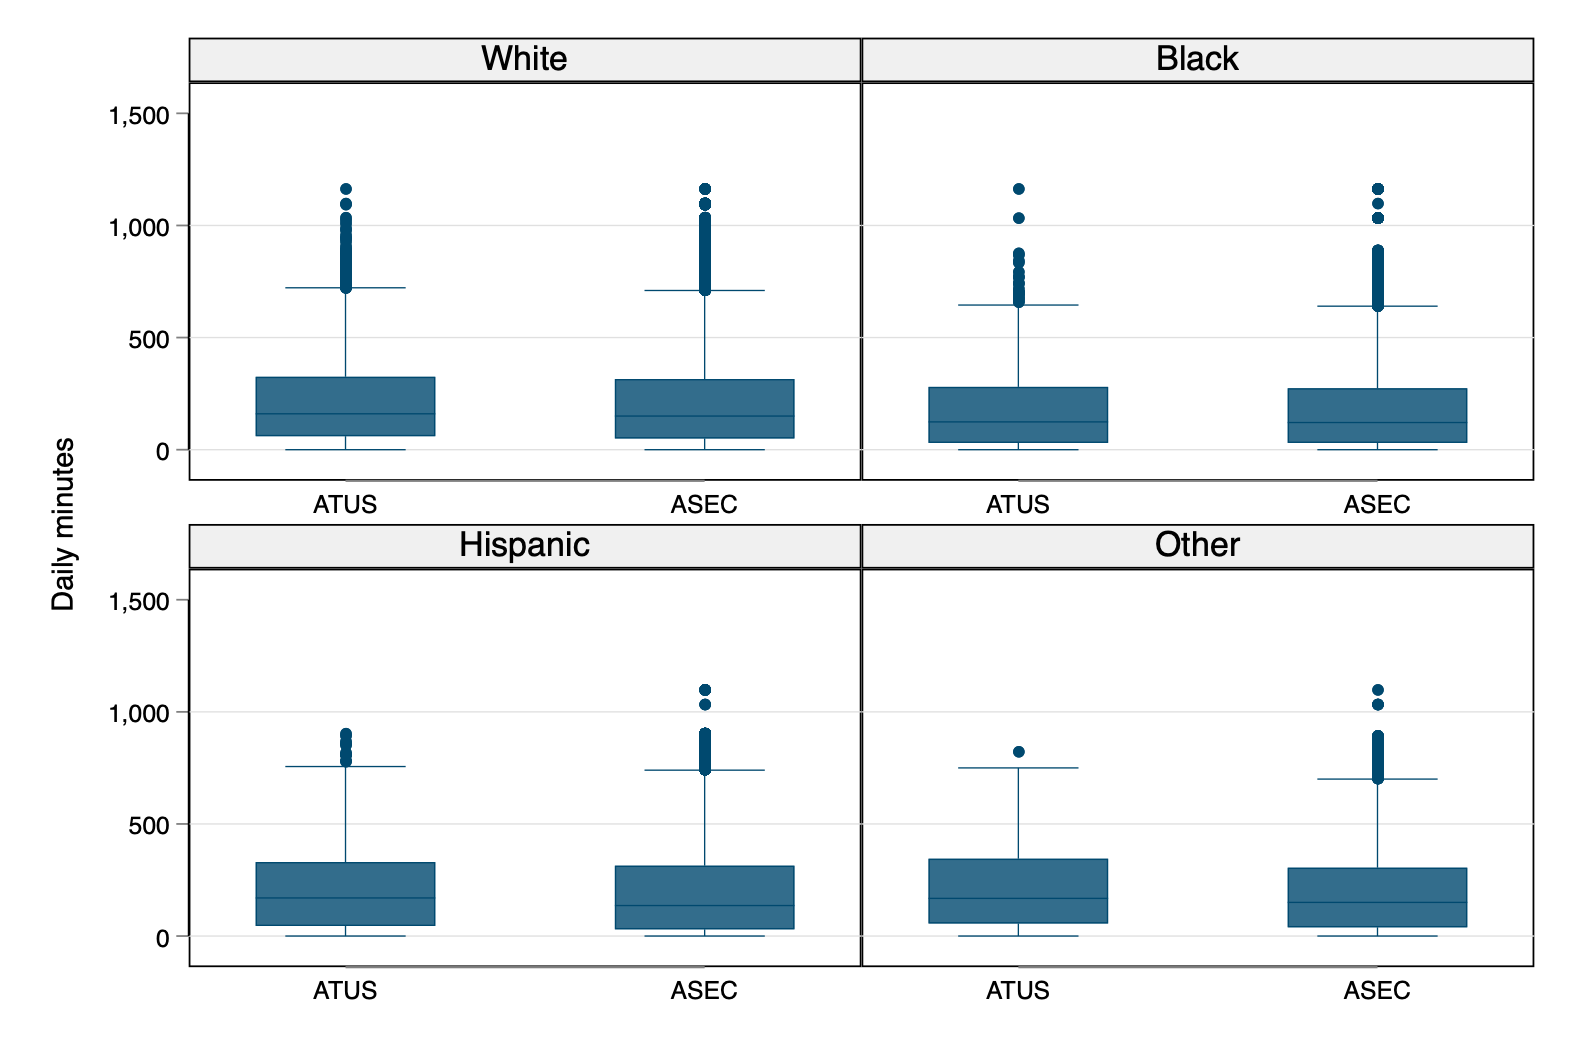 White
Black
1,500
1,000
500
0
ATUS
ASEC
ATUS
ASEC
Daily minutes
Hispanic
Other
1,500
1,000
500
0
ATUS
ASEC
ATUS
ASEC